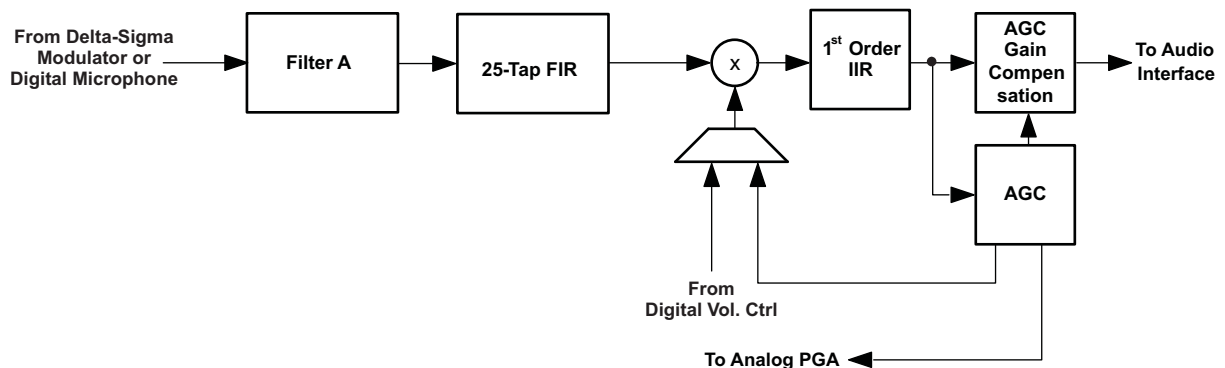 From Delta-Sigma
Modulator or
Digital Microphone
Filter A
25-Tap FIR
x
1st Order
IIR
AGC
Gain
Compen
sation
To Audio
Interface
AGC
From
Digital Vol. Ctrl
To Analog PGA